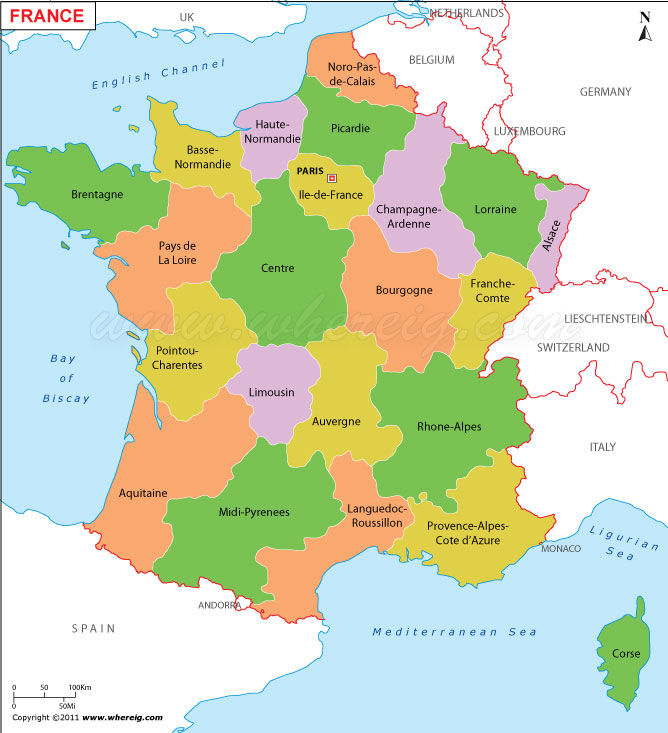 FRANCE
UK
NETHERLANDS
N
English Channel
BELGIUM
GERMANY
LUXEMBOURG
Noro-Pas-
de-Calais
Haute-
Normandie
Picardie
Basse-
Normandie
PARIS
Ile-de-France
Champagne-
Ardenne
Lorraine
Alsace
Brentagne
Pays de
La Loire
Centre
Bourgogne
Franche-
Comte
www.whereig.com
LIESCHTENSTEIN
SWITZERLAND
Pointou-
Charentes
Bay
of
Biscay
Limousin
Auvergne
Rhone-Alpes
ITALY
Aquitaine
Midi-Pyrenees
Languedoc-
Roussillon
Provence-Alpes-
Cote d'Azure
MONACO
Ligurian
Sea
ANDORRA
SPAIN
Mediterranean Sea
Corse
0 50 100Km
0 50Mi
Copyright ©2011 www.whereig.com